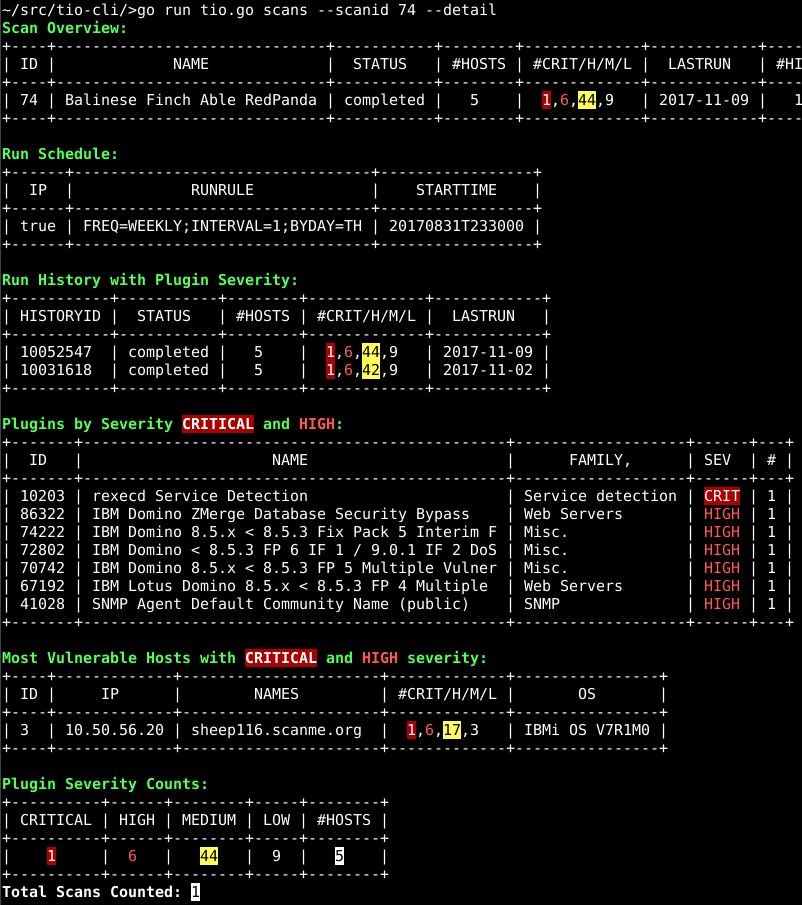 ~/src/tio-cli/>go run tio.go scans --scanid 74 --detail
Scan Overview:
+----+----------------------------+-----------+--------+-------------+------------+----
| ID | NAME | STATUS | #HOSTS | #CRIT/H/M/L | LASTRUN | #HI
+----+----------------------------+-----------+--------+-------------+------------+----
| 74 | Balinese Finch Able RedPanda | completed | 5 | 1,6,44,9 | 2017-11-09 | 1
+----+----------------------------+-----------+--------+-------------+------------+----
Run Schedule:
+------+---------------------------------+-----------------+
| IP | RUNRULE | STARTTIME |
+------+---------------------------------+-----------------+
| true | FREQ=WEEKLY;INTERVAL=1;BYDAY=TH | 20170831T233000 |
+------+---------------------------------+-----------------+
Run History with Plugin Severity:
+-----------+-----------+--------+-------------+------------+
| HISTORYID | STATUS | #HOSTS | #CRIT/H/M/L | LASTRUN |
+-----------+-----------+--------+-------------+------------+
| 10052547 | completed | 5 | 1,6,44,9 | 2017-11-09 |
| 10031618 | completed | 5 | 1,6,42,9 | 2017-11-02 |
+-----------+-----------+--------+-------------+------------+
Plugins by Severity CRITICAL and HIGH:
+-------+-----------------------------------------------+-------------------+------+---+
| ID | NAME | FAMILY, | SEV | # |
+-------+-----------------------------------------------+-------------------+------+---+
| 10203 | rexecd Service Detection | Service detection | CRIT | 1 |
| 86322 | IBM Domino ZMerge Database Security Bypass | Web Servers | HIGH | 1 |
| 74222 | IBM Domino 8.5.x < 8.5.3 Fix Pack 5 Interim F | Misc. | HIGH | 1 |
| 72802 | IBM Domino < 8.5.3 FP 6 IF 1 / 9.0.1 IF 2 DoS | Misc. | HIGH | 1 |
| 70742 | IBM Domino 8.5.x < 8.5.3 FP 5 Multiple Vulner | Misc. | HIGH | 1 |
| 67192 | IBM Lotus Domino 8.5.x < 8.5.3 FP 4 Multiple | Web Servers | HIGH | 1 |
| 41028 | SNMP Agent Default Community Name (public) | SNMP | HIGH | 1 |
+-------+-----------------------------------------------+-------------------+------+---+
Most Vulnerable Hosts with CRITICAL and HIGH severity:
+----+-------------+----------------------+-------------+----------------+
| ID | IP | NAMES | #CRIT/H/M/L | OS |
+----+-------------+----------------------+-------------+----------------+
| 3 | 10.50.56.20 | sheep116.scanme.org | 1,6,17,3 | IBMi OS V7R1M0 |
+----+-------------+----------------------+-------------+----------------+
Plugin Severity Counts:
+----------+------+--------+-----+--------+
| CRITICAL | HIGH | MEDIUM | LOW | #HOSTS |
+----------+------+--------+-----+--------+
| 1 | 6 | 44 | 9 | 5 |
+----------+------+--------+-----+--------+
Total Scans Counted: 1